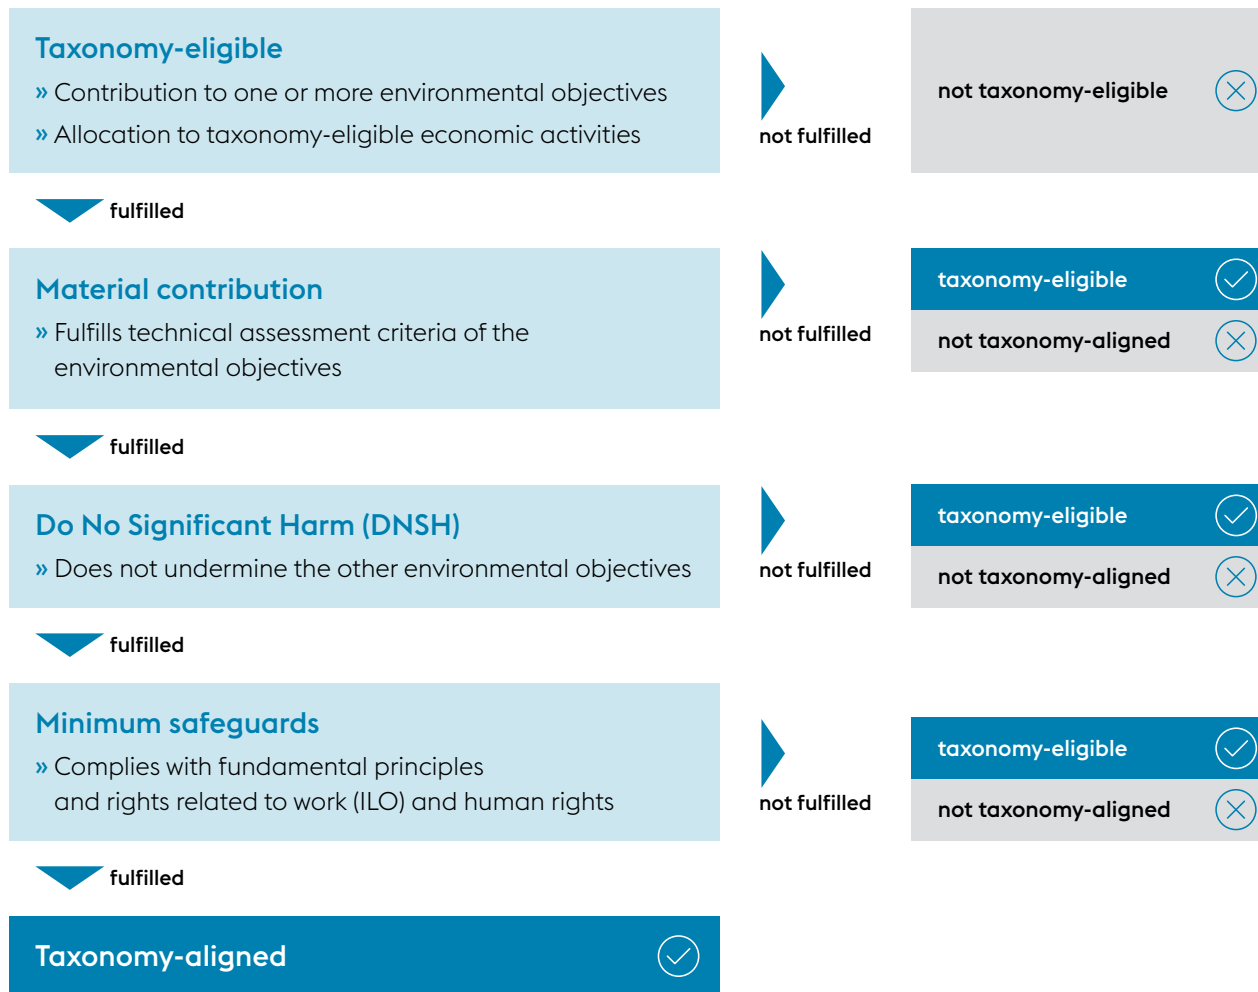 Taxonomy-eligible
» Contribution to one or more environmental objectives
» Allocation to taxonomy-eligible economic activities
not fulfilled
not taxonomy-eligible
fulfilled
Material contribution
» Fulfills technical assessment criteria of the
environmental objectives
not fulfilled
taxonomy-eligible
not taxonomy-aligned
fulfilled
Do No Significant Harm (DNSH)
» Does not undermine the other environmental objectives
not fulfilled
taxonomy-eligible
not taxonomy-aligned
fulfilled
Minimum safeguards
» Complies with fundamental principles
and rights related to work (ILO) and human rights
not fulfilled
taxonomy-eligible
not taxonomy-aligned
fulfilled
Taxonomy-aligned